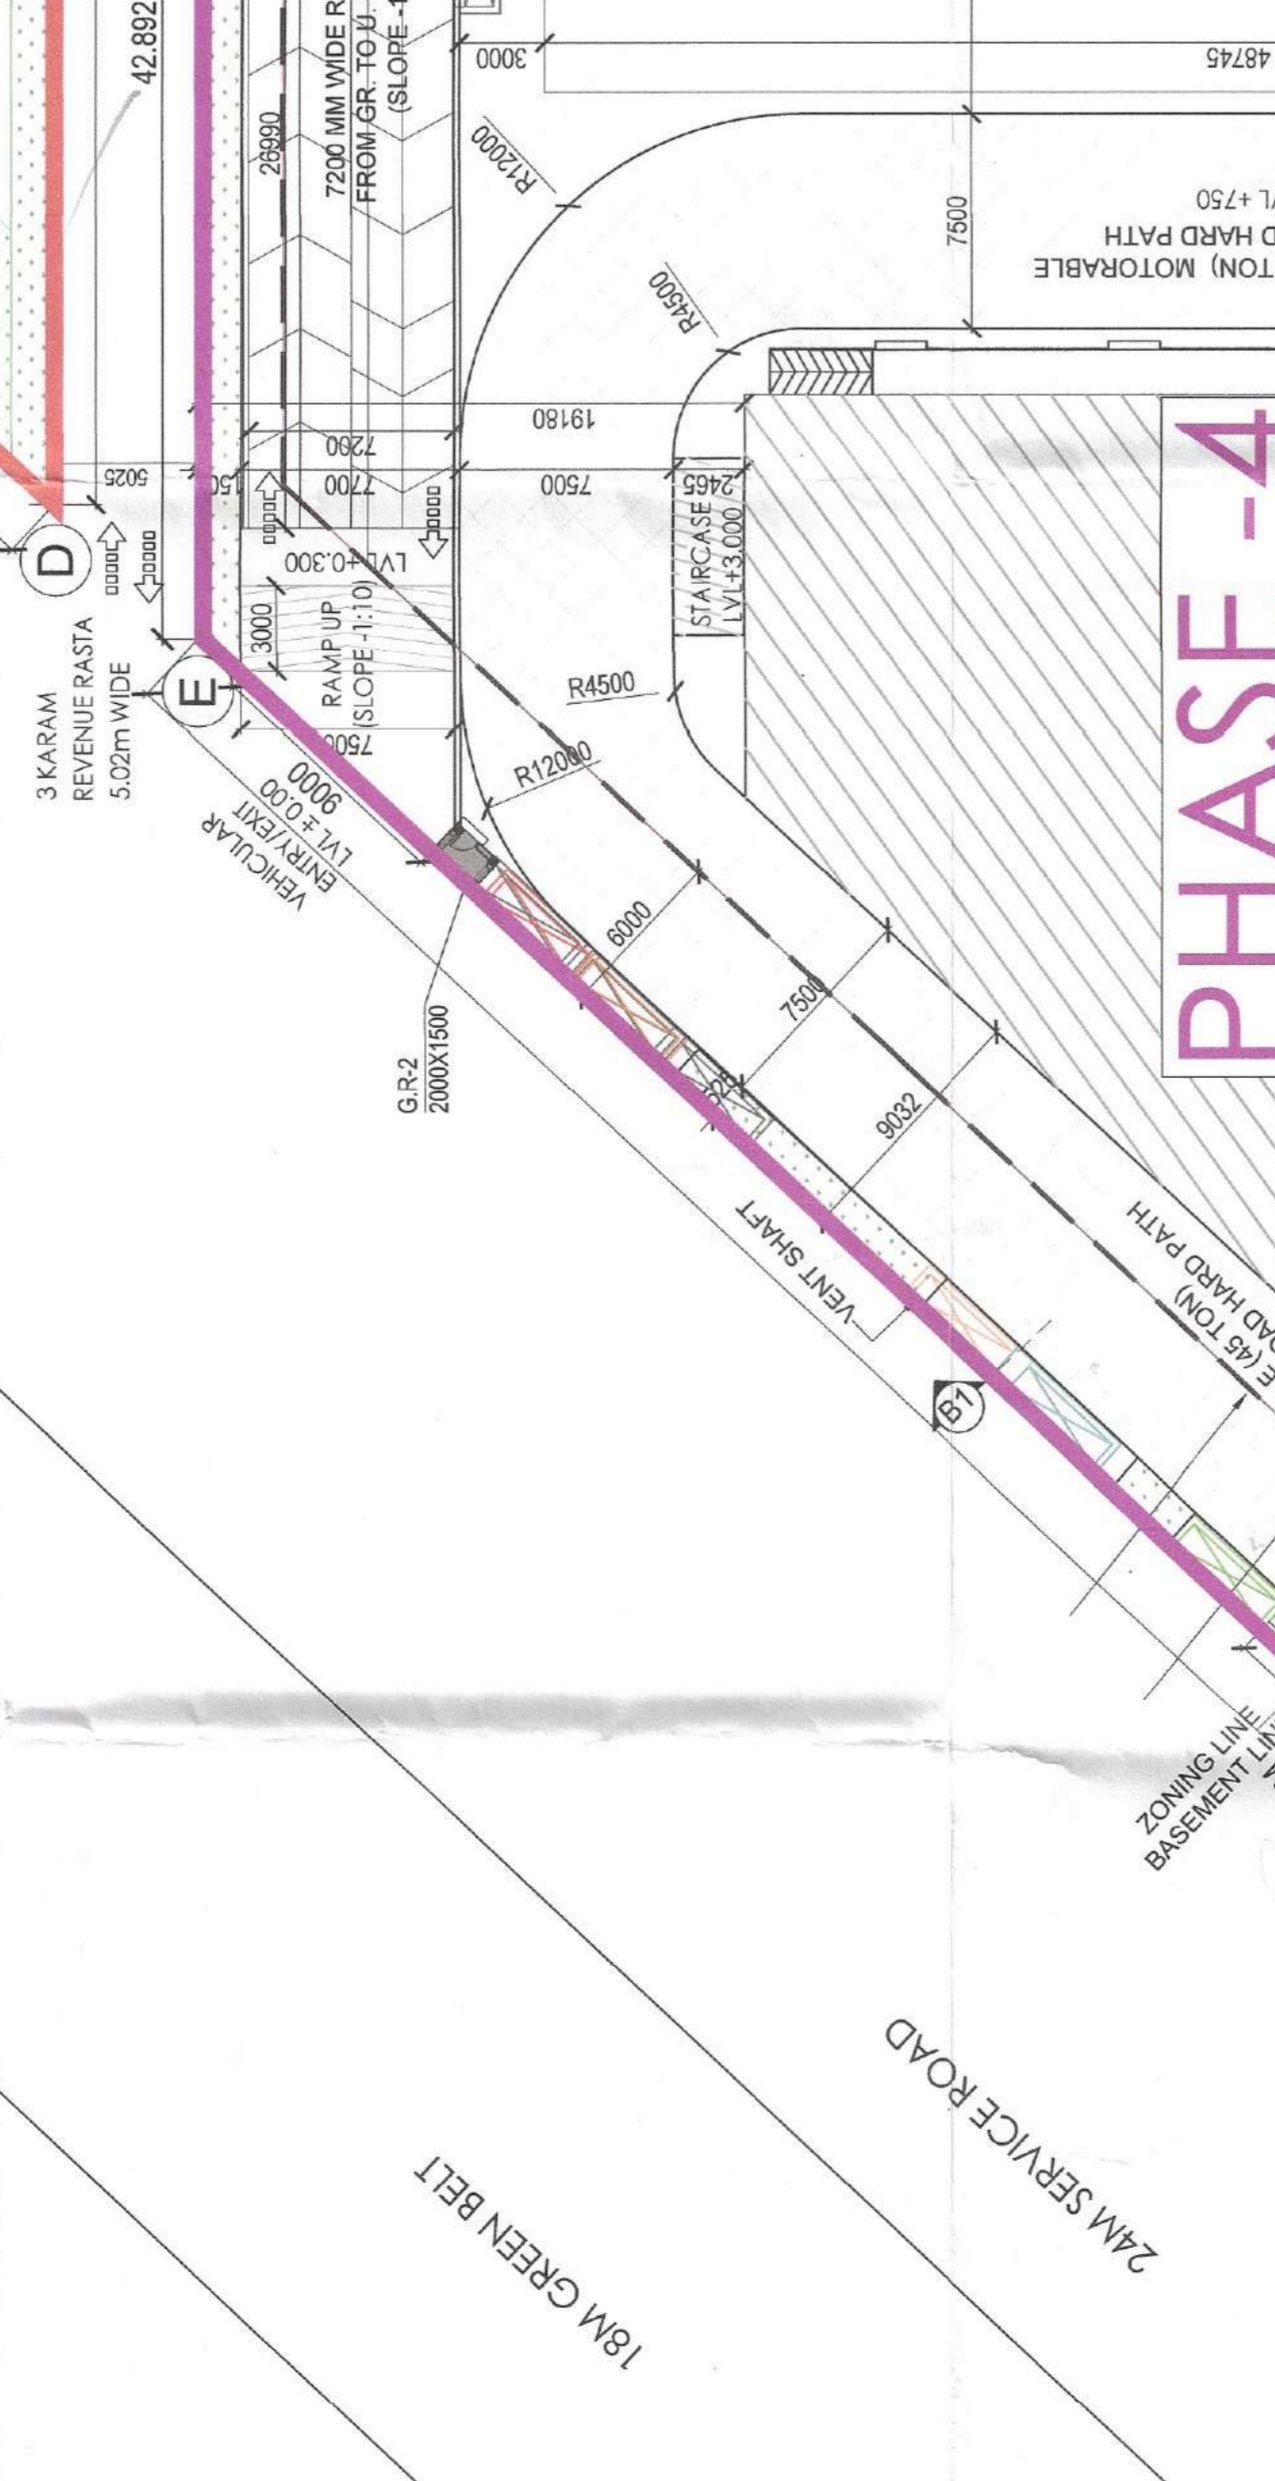 42.892
26990
7200 MM WIDE
FROM GR. TO U.
(SLOPE -1
3000
48745
R12000
R4500
7500
+750
HARD PATH
TON) MOTORABLE
19180
7200
5025
150
7700
7500
2465
D
3 KARAM
REVENUE RASTA
5.02m WIDE
E
LVL+0.300
3000
RAMP UP
(SLOPE -1:10)
7500
STAIRCASE
LVL+3.000
R4500
R12000
VEHICULAR
ENTRY/EXIT
LVL ± 0.00
9000
PHASE -4
G.R-2
2000X1500
6000
7500
9032
VENT SHAFT
B1
HARD PATH
HARD
(45 TON)
ZONING LINE
BASEMENT
24M SERVICE ROAD
18M GREEN BELT